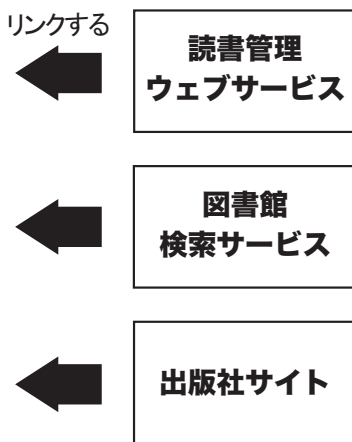 リンクする
読書管理
ウェブサービス
図書館
検索サービス
出版社サイト